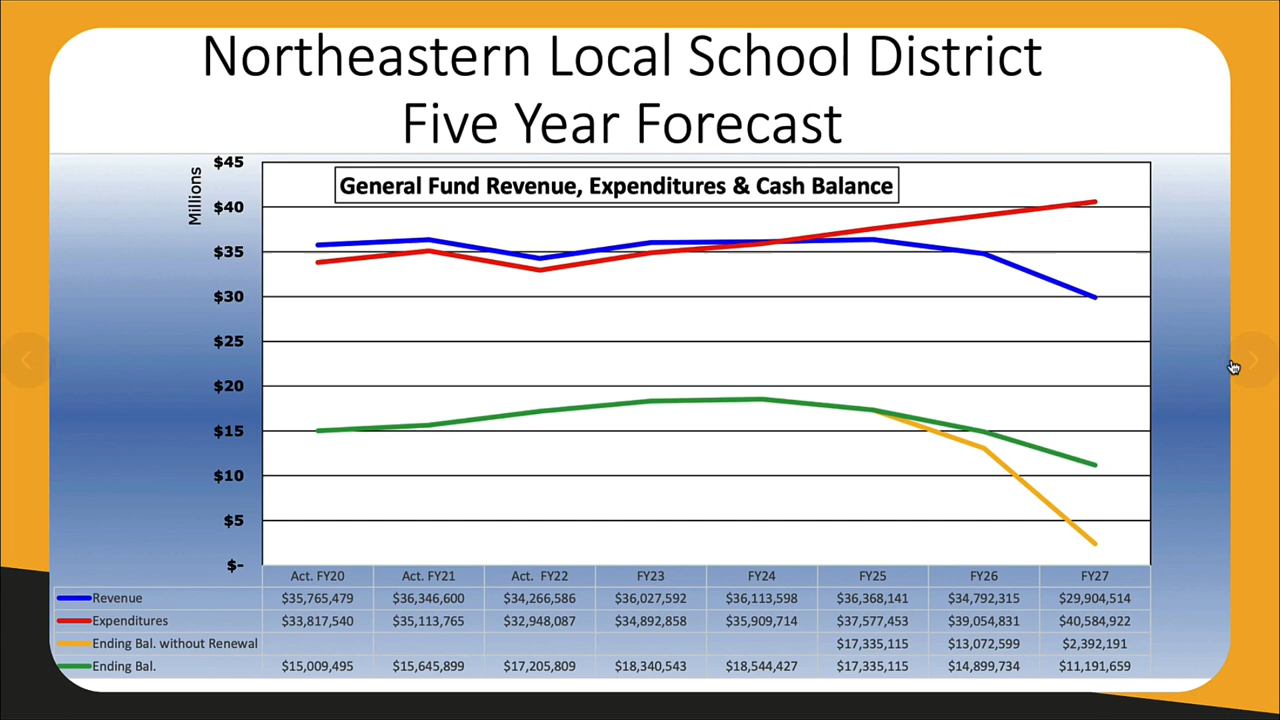 Northeastern Local School District
Five Year Forecast
General Fund Revenue, Expenditures & Cash Balance
Millions
$45
$40
$35
$30
$25
$20
$15
$10
$5
$-
Act. FY20 Act. FY21 Act. FY22 FY23 FY24 FY25 FY26 FY27
Revenue $35,765,479 $36,346,600 $34,266,586 $36,027,592 $36,113,598 $36,368,141 $34,792,315 $29,904,514
Expenditures $33,817,540 $35,113,765 $32,948,087 $34,892,858 $35,909,714 $37,577,453 $39,054,831 $40,584,922
Ending Bal. without Renewal $17,335,115 $13,072,599 $2,392,191
Ending Bal. $15,009,495 $15,645,899 $17,205,809 $18,340,543 $18,544,427 $17,335,115 $14,899,734 $11,191,659